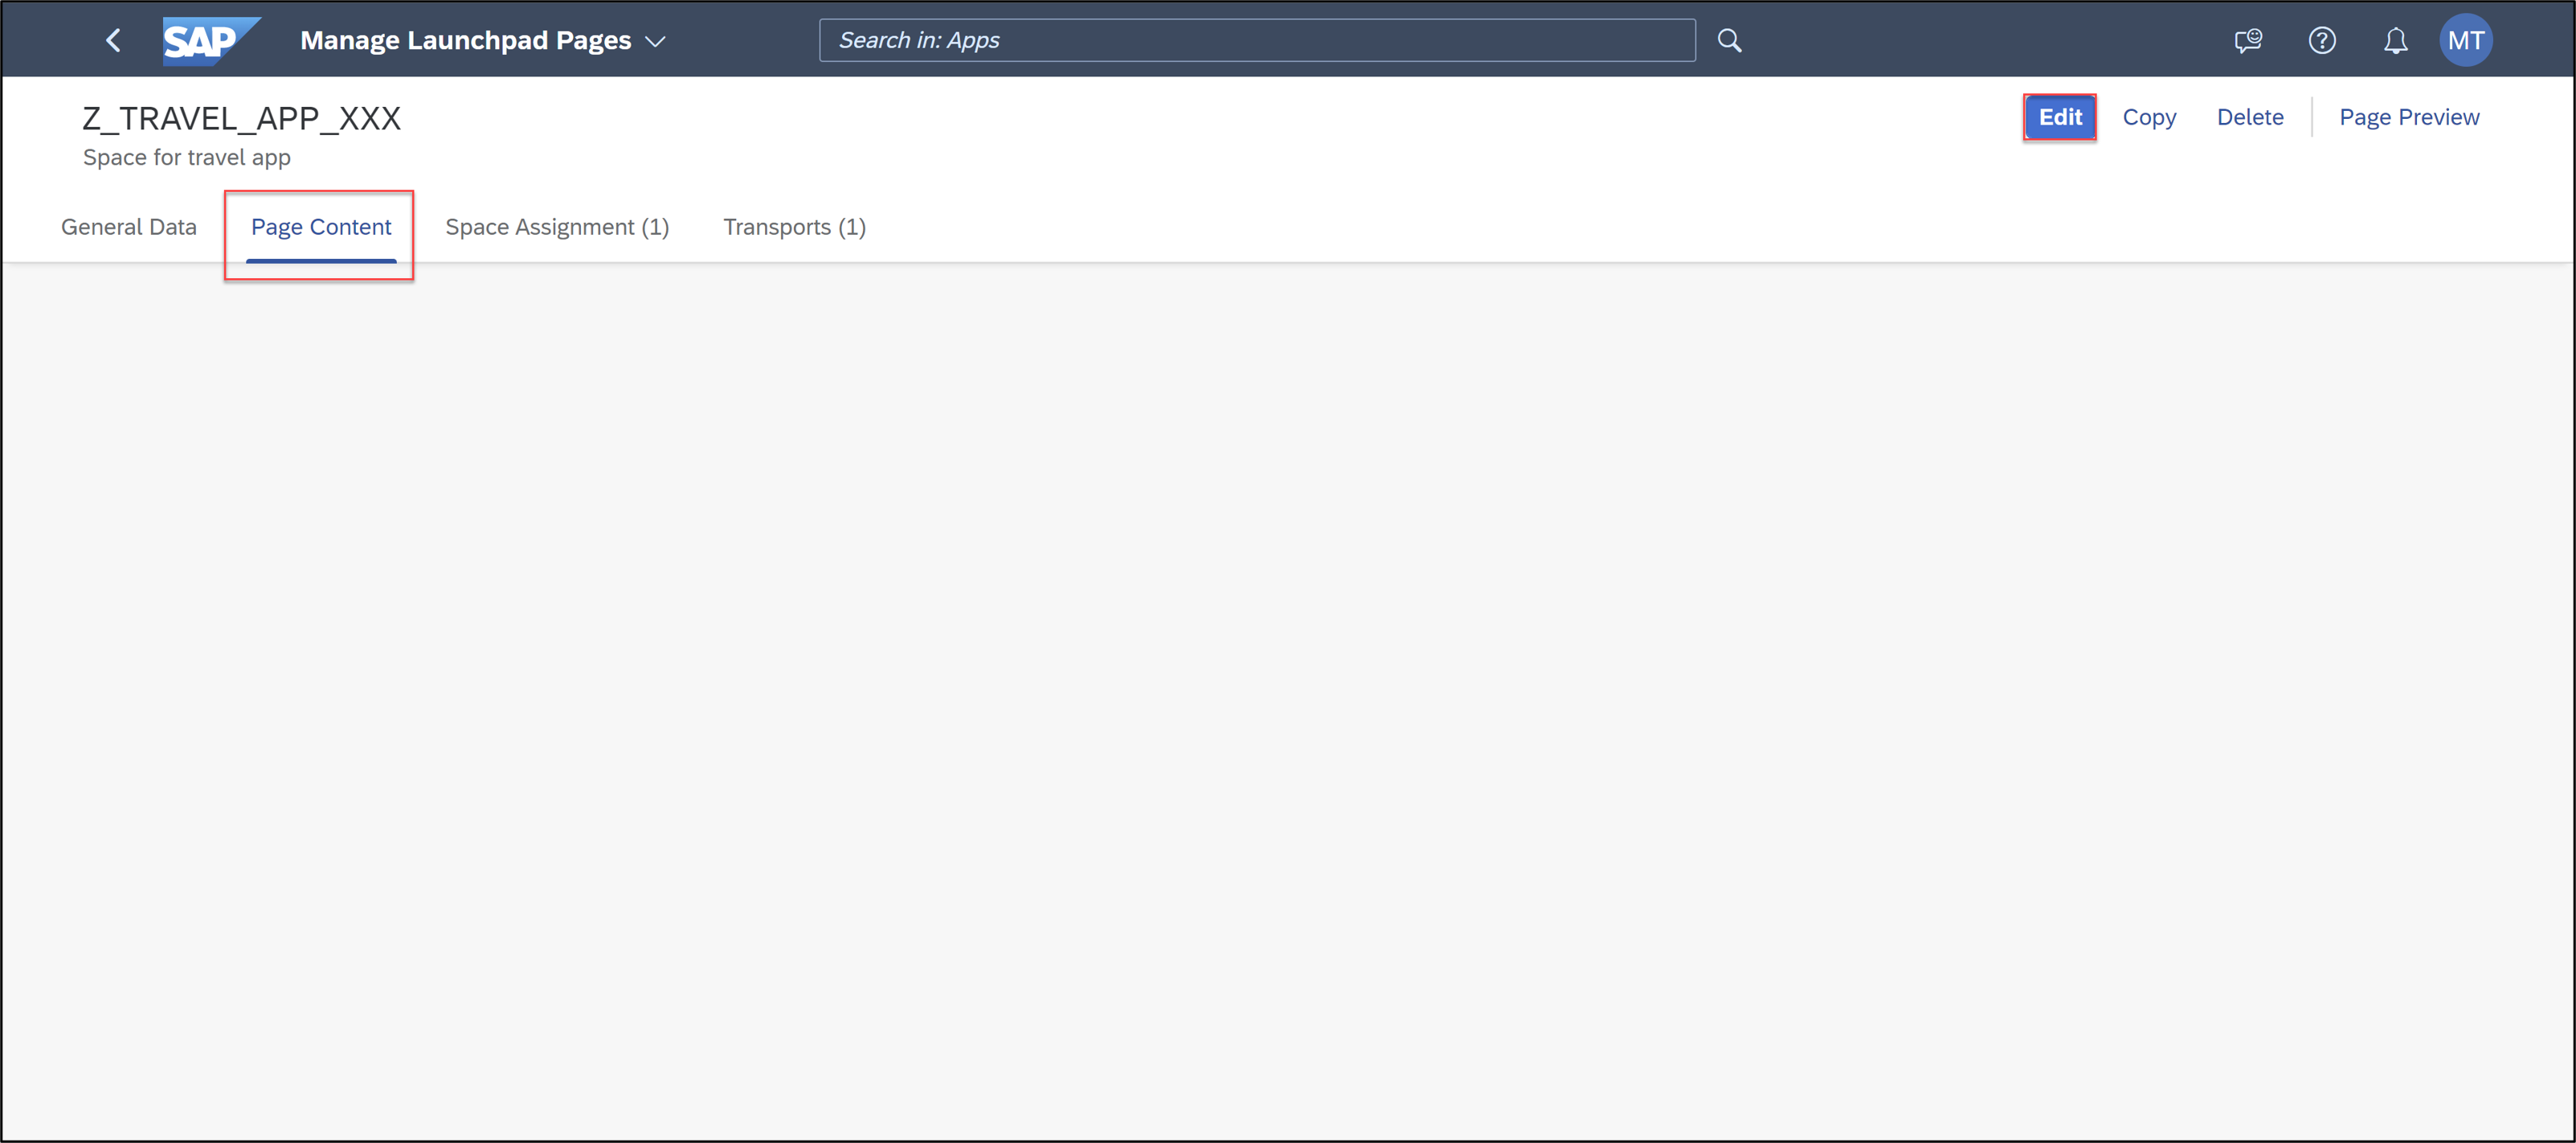 SAP Manage Launchpad Pages Search in: Apps ? MT
Z_TRAVEL_APP_XXX Edit Copy Delete Page Preview
Space for travel app
General Data Page Content Space Assignment (1) Transports (1)